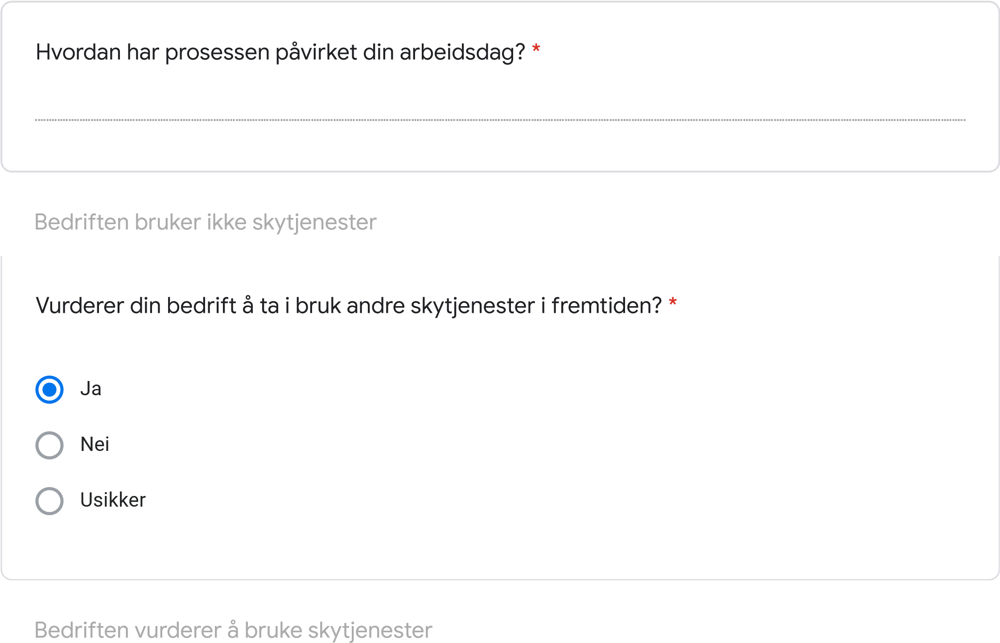 Hvordan har prosessen påvirket din arbeidsdag? *
Bedriften bruker ikke skytjenester
Vurderer din bedrift å ta i bruk andre skytjenester i fremtiden? *
Ja
Nei
Usikker
Bedriften vurderer å bruke skytjenester